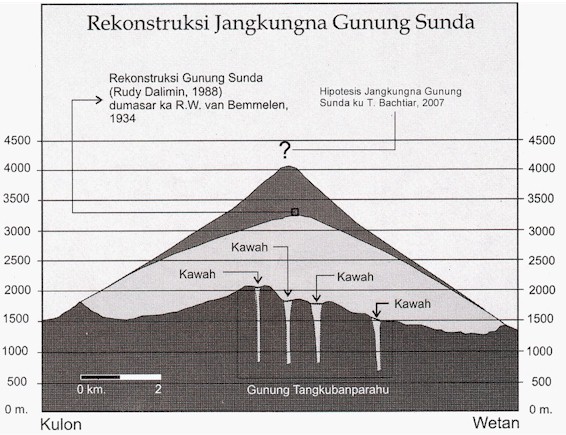 Rekonstruksi Jangkungna Gunung Sunda
Rekonstruksi Gunung Sunda
(Rudy Dalimin, 1988)
dumasar ka R.W. van Bemmelen,
1934
Hipotesis Jangkungna Gunung
Sunda ku T. Bachtiar, 2007
?
4500 4500
4000 4000
3500 3500
3000 3000
2500 2500
2000 2000
1500 1500
1000 1000
500 500
0 m. 0 m.
Kawah
Kawah
Kawah
Kawah
0 km. 2
Gunung Tangkubanparahu
Kulon Wetan